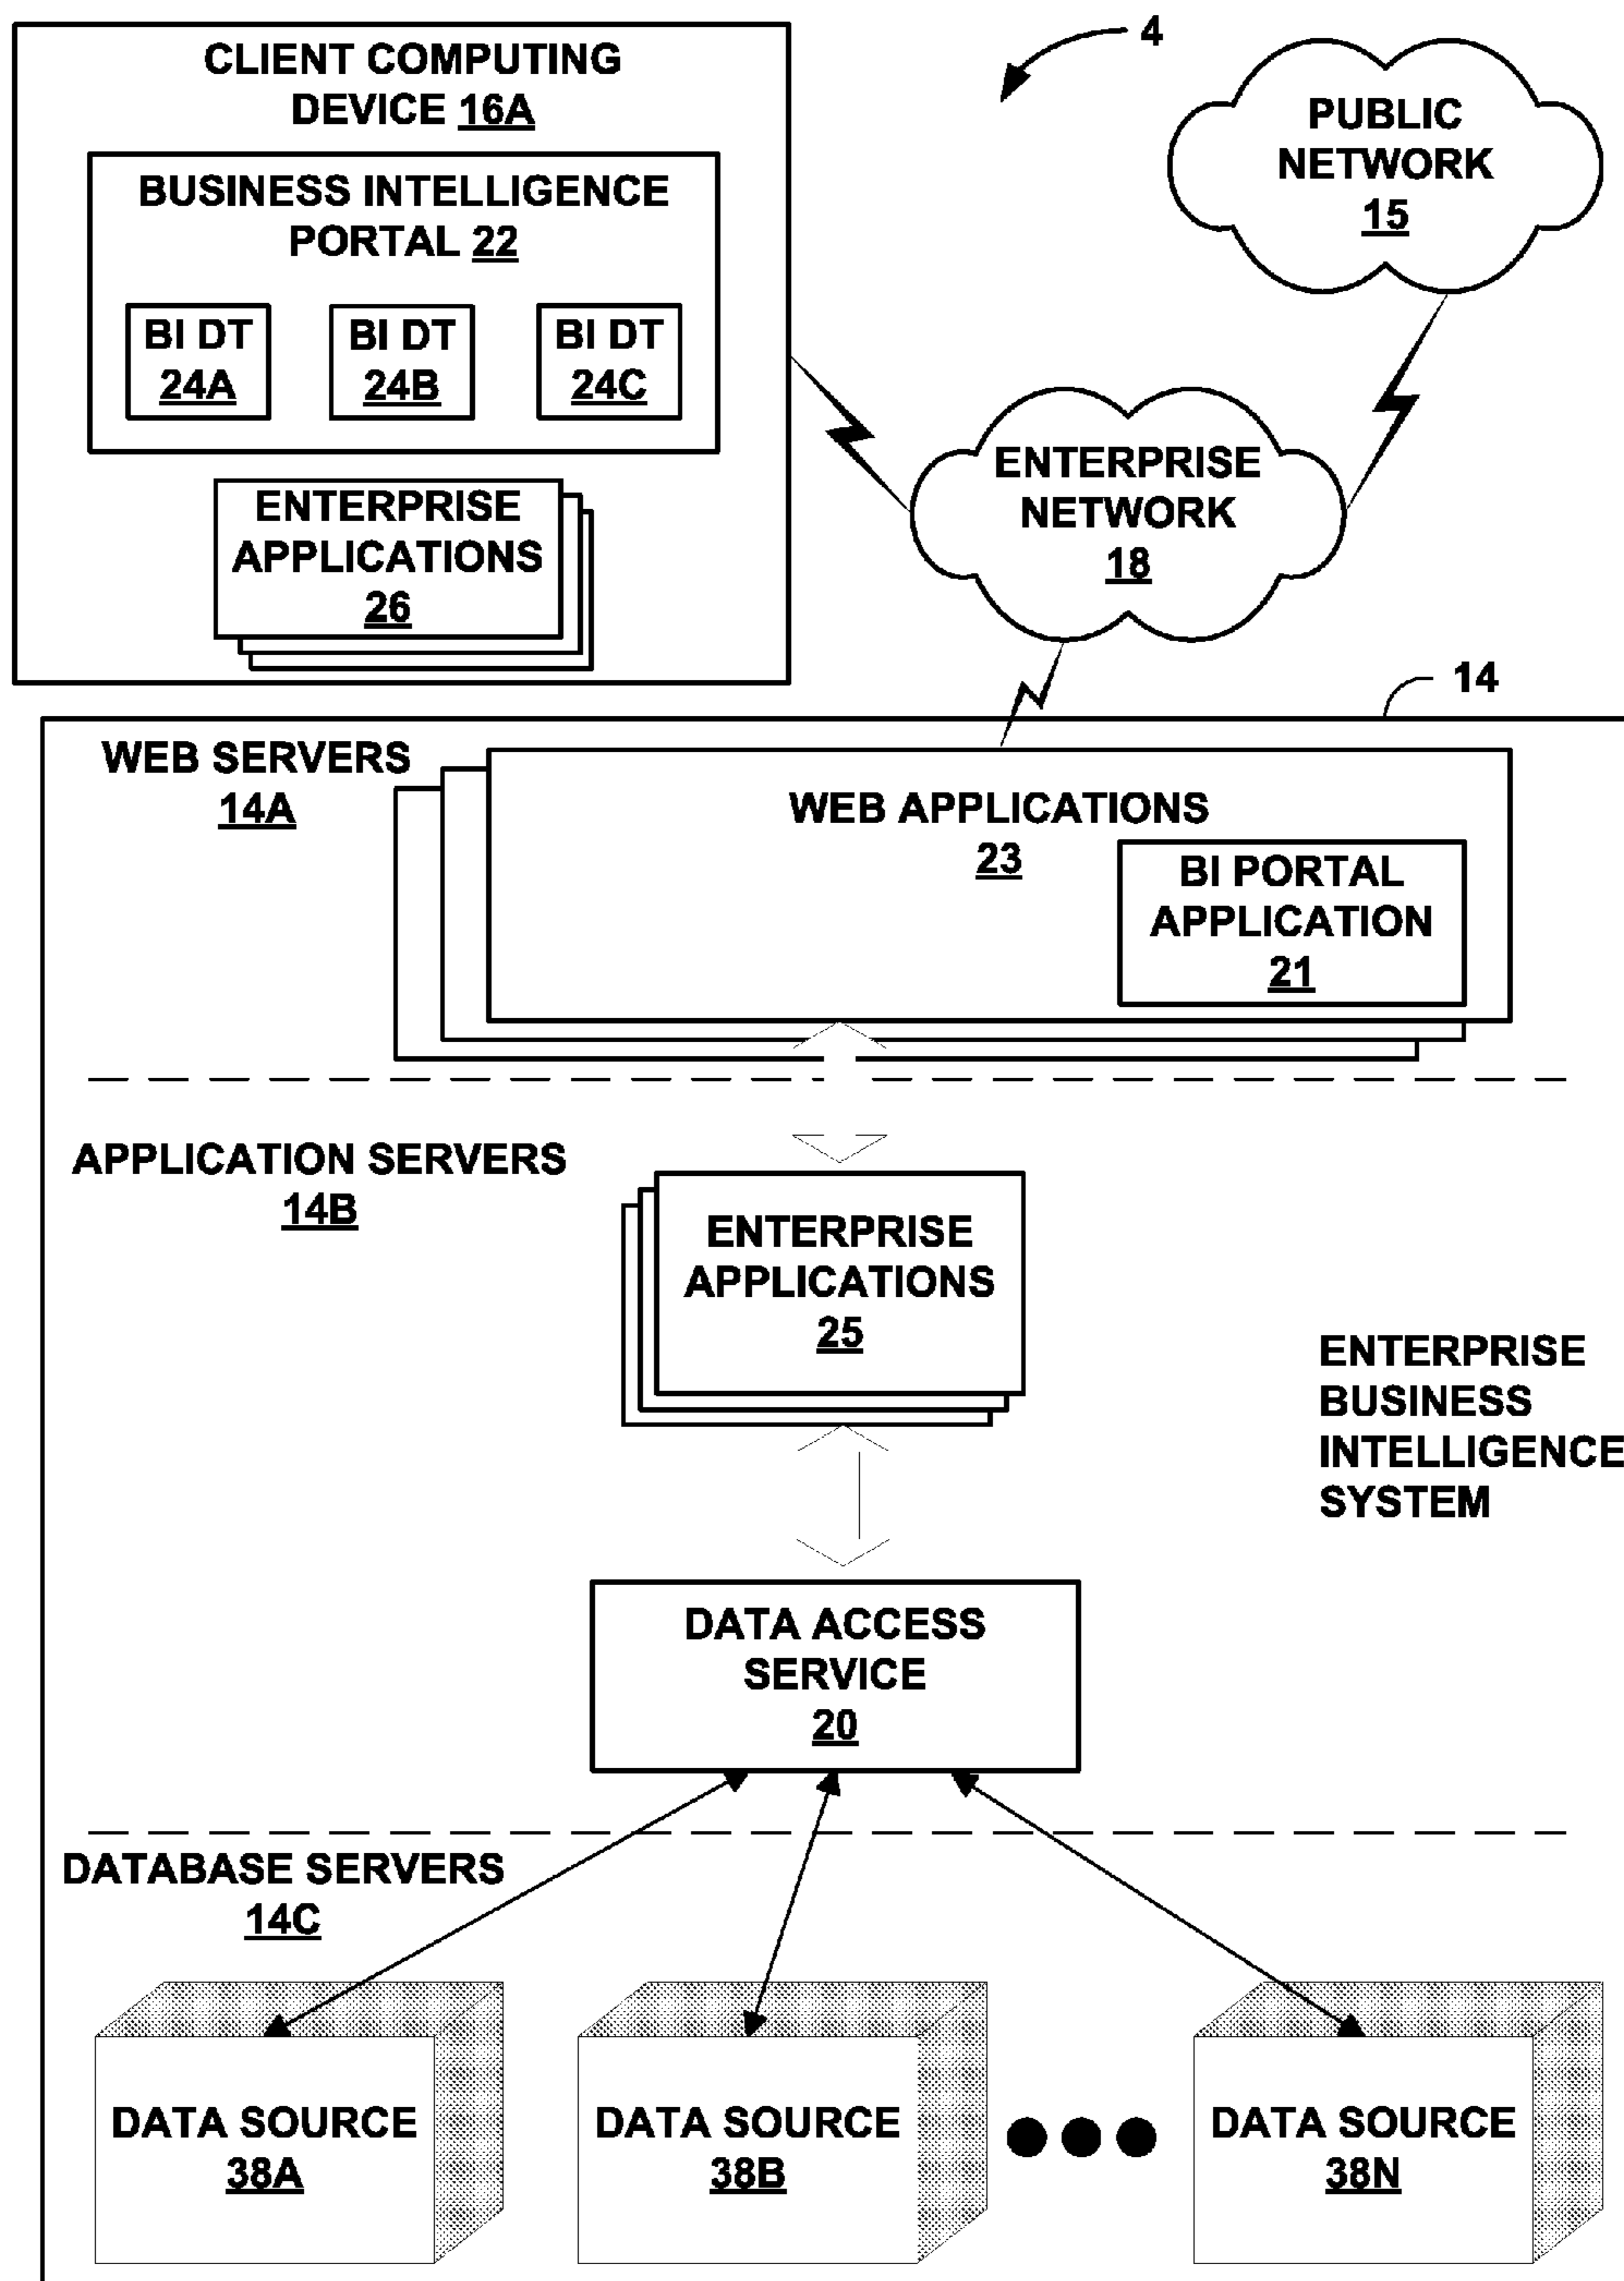 4
CLIENT COMPUTING
DEVICE 16A
BUSINESS INTELLIGENCE
PORTAL 22
BI DT
24A
BI DT
24B
BI DT
24C
ENTERPRISE
APPLICATIONS
26
PUBLIC
NETWORK
15
ENTERPRISE
NETWORK
18
14
WEB SERVERS
14A
WEB APPLICATIONS
23
BI PORTAL
APPLICATION
21
APPLICATION SERVERS
14B
ENTERPRISE
APPLICATIONS
25
ENTERPRISE
BUSINESS
INTELLIGENCE
SYSTEM
DATA ACCESS
SERVICE
20
DATABASE SERVERS
14C
DATA SOURCE
38A
DATA SOURCE
38B
DATA SOURCE
38N